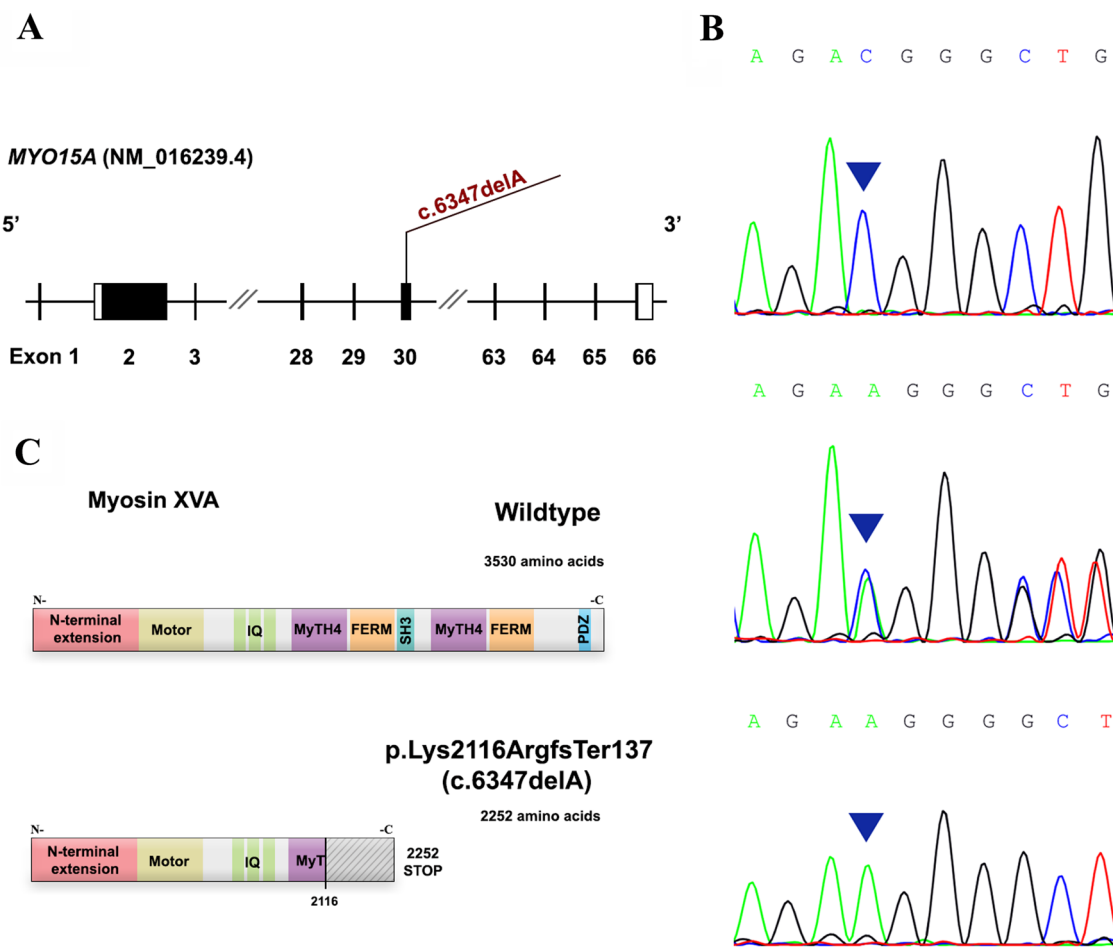 A
MYO15A (NM_016239.4)
c.6347delA
5’
3’
Exon 1 2 3 28 29 30 63 64 65 66
B
A G A C G G G C T G
A G A A G G G C T G
A G A A G G G G C T
C
Myosin XVA
Wildtype
3530 amino acids
N-
-C
N-terminal
extension
Motor
IQ
MyTH4
FERM
SH3
MyTH4
FERM
PDZ
p.Lys2116ArgfsTer137
(c.6347delA)
2252 amino acids
N-
-C
N-terminal
extension
Motor
IQ
MyT
2252
STOP
2116